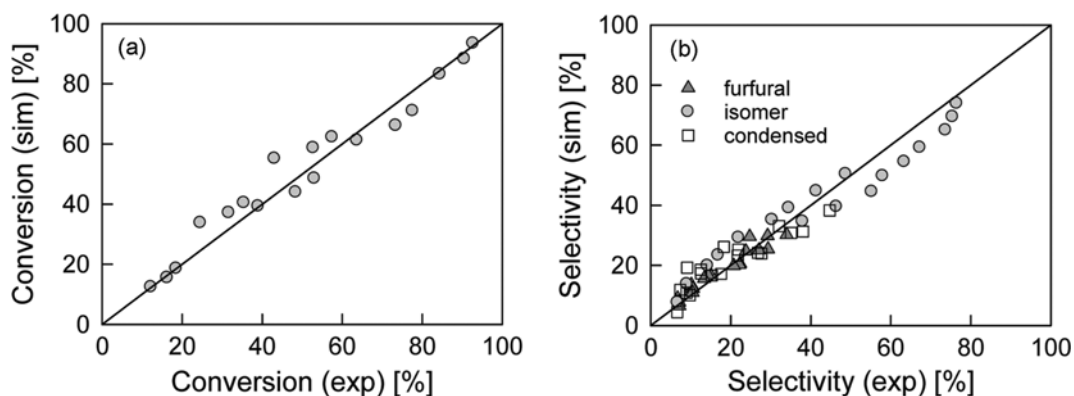 (a)
Conversion (sim) [%]
100
80
60
40
20
0
0 20 40 60 80 100
Conversion (exp) [%]
(b)
furfural
isomer
condensed
Selectivity (sim) [%]
100
80
60
40
20
0
0 20 40 60 80 100
Selectivity (exp) [%]